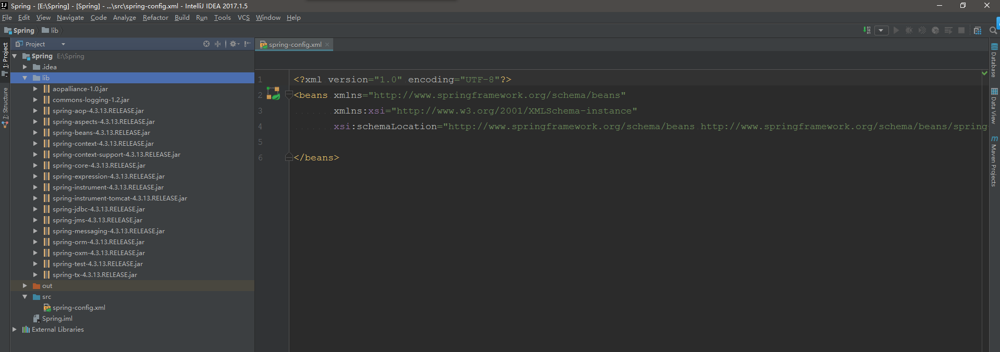 Spring - [E:\Spring] - [Spring] - ...\src\spring-config.xml - IntelliJ IDEA 2017.1.5
File Edit View Navigate Code Analyze Refactor Build Run Tools VCS Window Help
Spring lib
Project
spring-config.xml
1: Project
7: Structure
Spring E:\Spring
.idea
lib
aopalliance-1.0.jar
commons-logging-1.2.jar
spring-aop-4.3.13.RELEASE.jar
spring-aspects-4.3.13.RELEASE.jar
spring-beans-4.3.13.RELEASE.jar
spring-context-4.3.13.RELEASE.jar
spring-context-support-4.3.13.RELEASE.jar
spring-core-4.3.13.RELEASE.jar
spring-expression-4.3.13.RELEASE.jar
spring-instrument-4.3.13.RELEASE.jar
spring-instrument-tomcat-4.3.13.RELEASE.jar
spring-jdbc-4.3.13.RELEASE.jar
spring-jms-4.3.13.RELEASE.jar
spring-messaging-4.3.13.RELEASE.jar
spring-orm-4.3.13.RELEASE.jar
spring-oxm-4.3.13.RELEASE.jar
spring-test-4.3.13.RELEASE.jar
spring-tx-4.3.13.RELEASE.jar
out
src
spring-config.xml
Spring.iml
External Libraries
1 <?xml version="1.0" encoding="UTF-8"?>
2 <beans xmlns="http://www.springframework.org/schema/beans"
3 xmlns:xsi="http://www.w3.org/2001/XMLSchema-instance"
4 xsi:schemaLocation="http://www.springframework.org/schema/beans http://www.springframework.org/schema/beans/spring
5
6 </beans>
Database
Data View
Maven Projects